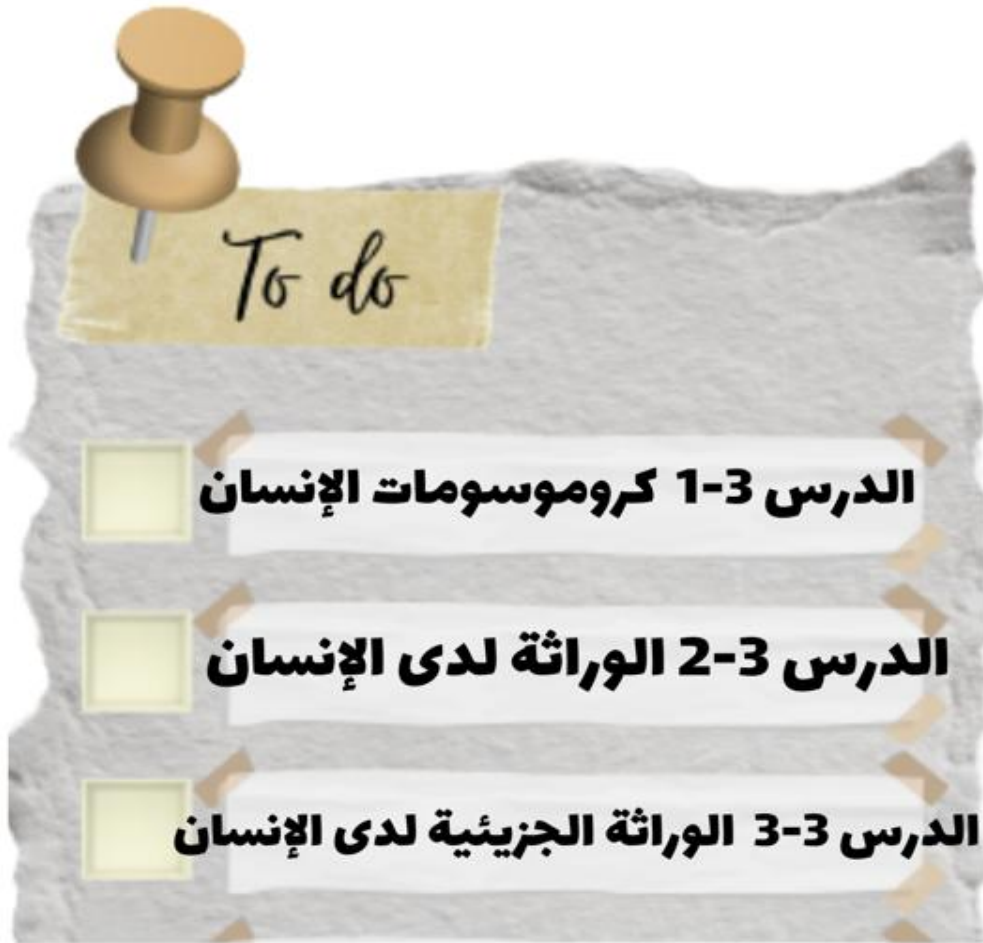 To do
الدرس 3-1 كروموسومات الإنسان
الدرس 3-2 الوراثة لدى الإنسان
الدرس 3-3 الوراثة الجزيئية لدى الإنسان